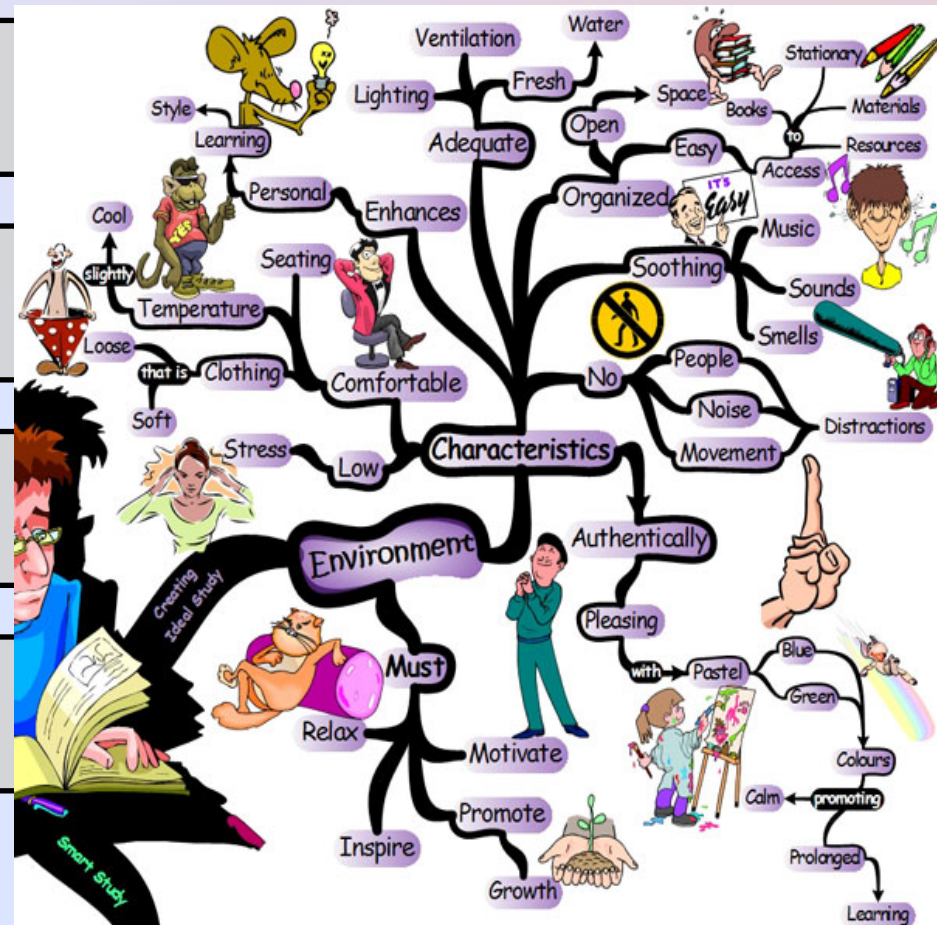 Ventilation
Water
Lighting
Fresh
Adequate
Style
Learning
Personal
Enhances
Space
Books
Stationary
Materials
to
Resources
Open
Easy
Access
Organized
IT'S
Easy
Music
Soothing
Sounds
Smells
Cool
slightly
Temperature
YES
Seating
Loose
that is
Clothing
Soft
Comfortable
No
People
Noise
Movement
Distractions
Stress
Low
Characteristics
Environment
Creating
Ideal Study
Authentically
Pleasing
with
Pastel
Blue
Green
Colours
promoting
Calm
Prolonged
Learning
Must
Relax
Motivate
Inspire
Promote
Growth
Smart Study